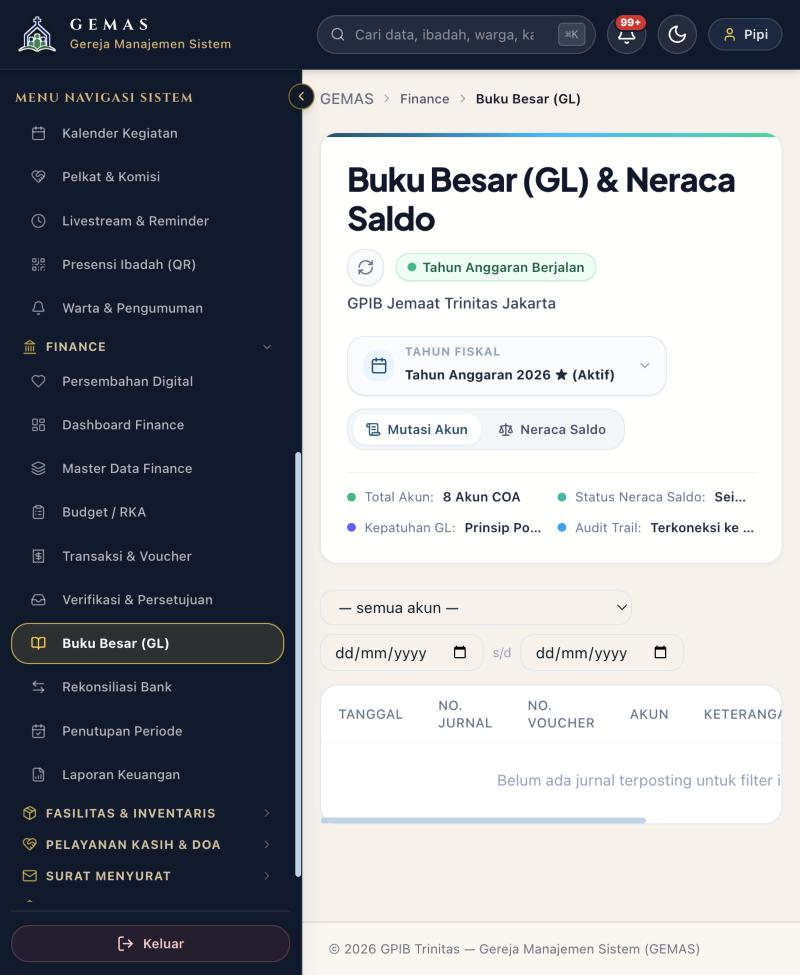 GEMAS
Gereja Manajemen Sistem
Cari data, ibadah, warga, ka
⌘K
99+
Pipi
MENU NAVIGASI SISTEM
Kalender Kegiatan
Pelkat & Komisi
Livestream & Reminder
Presensi Ibadah (QR)
Warta & Pengumuman
FINANCE
Persembahan Digital
Dashboard Finance
Master Data Finance
Budget / RKA
Transaksi & Voucher
Verifikasi & Persetujuan
Buku Besar (GL)
Rekonsiliasi Bank
Penutupan Periode
Laporan Keuangan
FASILITAS & INVENTARIS
PELAYANAN KASIH & DOA
SURAT MENYURAT
Keluar
GEMAS > Finance > Buku Besar (GL)
Buku Besar (GL) & Neraca
Saldo
Tahun Anggaran Berjalan
GPIB Jemaat Trinitas Jakarta
TAHUN FISKAL
Tahun Anggaran 2026 ★ (Aktif)
Mutasi Akun
Neraca Saldo
Total Akun: 8 Akun COA
Status Neraca Saldo: Sei...
Kepatuhan GL: Prinsip Po...
Audit Trail: Terkoneksi ke ...
— semua akun —
dd/mm/yyyy s/d dd/mm/yyyy
TANGGAL
NO. JURNAL
NO. VOUCHER
AKUN
KETERANGA
Belum ada jurnal terposting untuk filter i
© 2026 GPIB Trinitas — Gereja Manajemen Sistem (GEMAS)